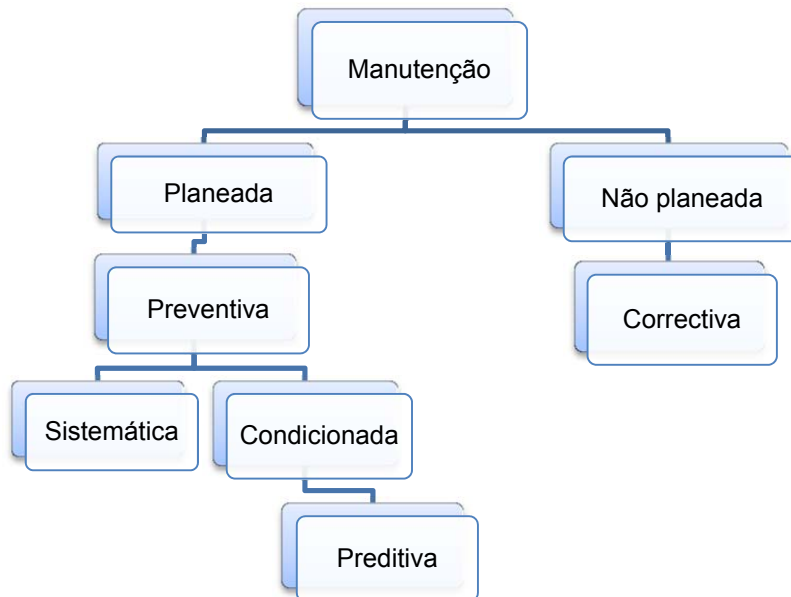 Manutenção
Planeada
Não planeada
Preventiva
Correctiva
Sistemática
Condicionada
Preditiva